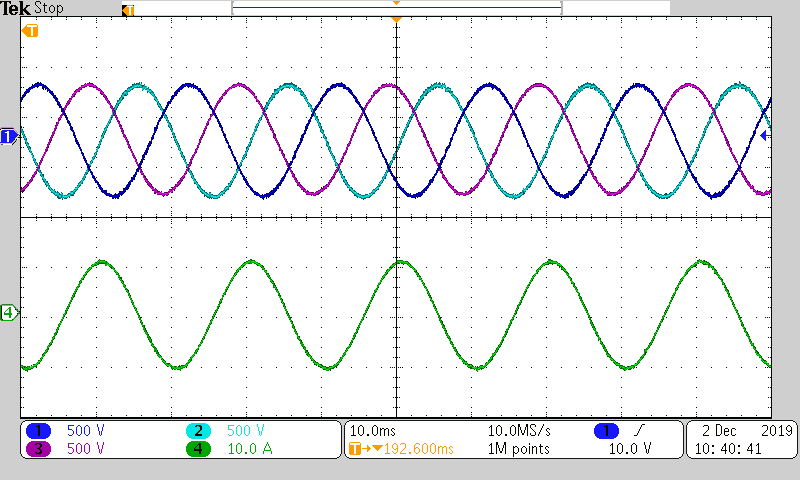 Tek Stop
T
T
1
4
1 500 V 2 500 V 10.0ms 10.0MS/s 1 2 Dec 2019
3 500 V 4 10.0 A T→▼192.600ms 1M points 10.0 V 10: 40: 41